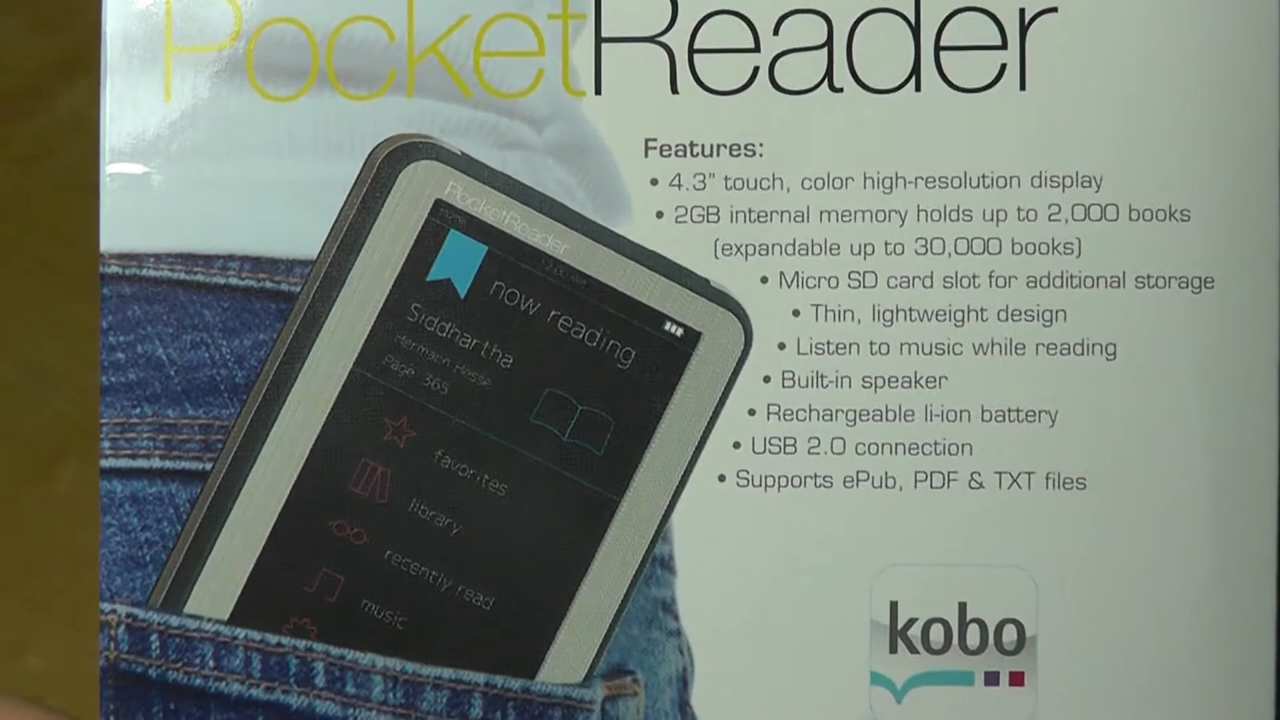 PocketReader
Features:
• 4.3" touch, color high-resolution display
• 2GB internal memory holds up to 2,000 books
(expandable up to 30,000 books)
• Micro SD card slot for additional storage
• Thin, lightweight design
• Listen to music while reading
• Built-in speaker
• Rechargeable li-ion battery
• USB 2.0 connection
• Supports ePub, PDF & TXT files
PocketReader
now reading
Siddhartha
Hermann Hesse
Page 365
favorites
library
recently read
music
kobo